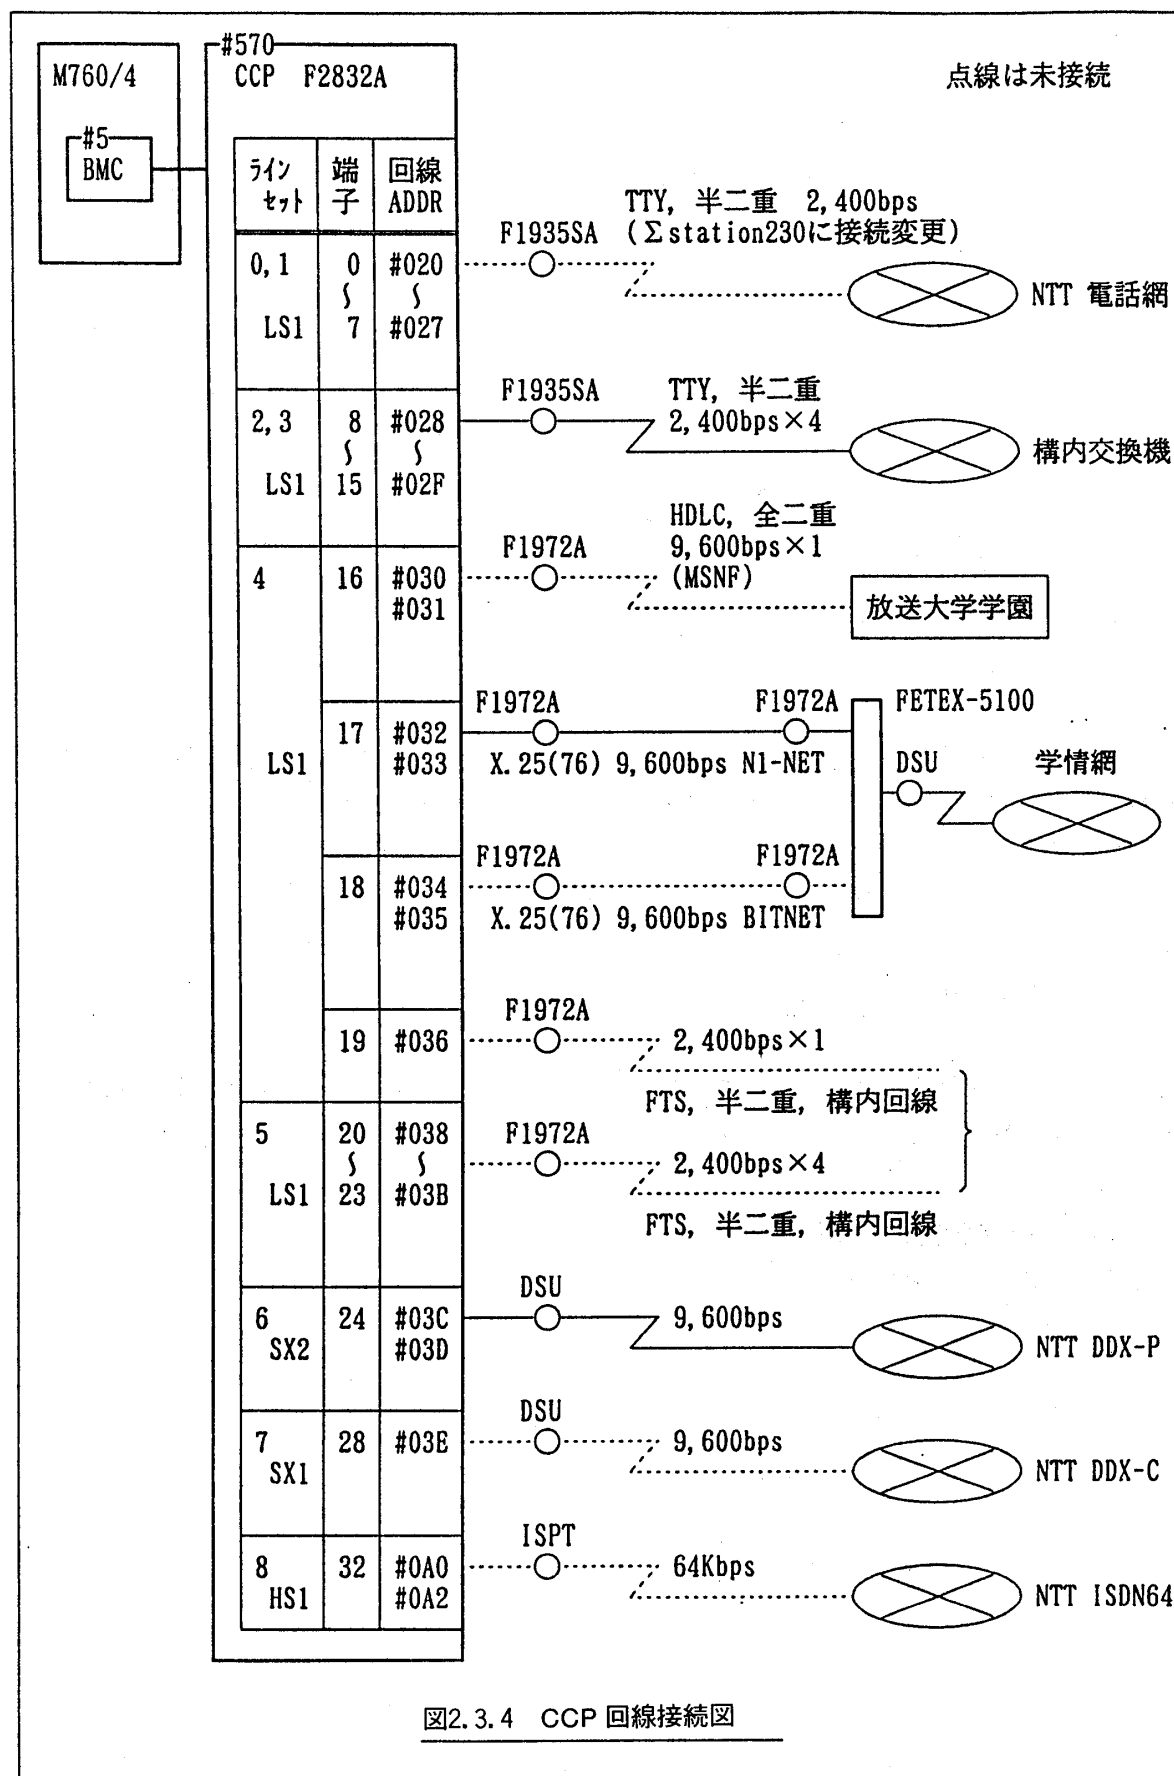 M760/4
#5
BMC
#570
CCP F2832A
点線は未接続
ライン
セット
端
子
回線
ADDR
0,1
LS1
0
〜
7
#020
〜
#027
F1935SA
TTY, 半二重 2,400bps
(Σstation230に接続変更)
NTT 電話網
2,3
LS1
8
〜
15
#028
〜
#02F
F1935SA
TTY, 半二重
2,400bps×4
構内交換機
4
LS1
16
#030
#031
F1972A
HDLC, 全二重
9,600bps×1
(MSNF)
放送大学学園
17
#032
#033
F1972A
F1972A
X.25(76) 9,600bps N1-NET
FETEX-5100
DSU
学情網
18
#034
#035
F1972A
F1972A
X.25(76) 9,600bps BITNET
19
#036
F1972A
2,400bps×1
FTS, 半二重, 構内回線
5
LS1
20
〜
23
#038
〜
#03B
F1972A
2,400bps×4
FTS, 半二重, 構内回線
6
SX2
24
#03C
#03D
DSU
9,600bps
NTT DDX-P
7
SX1
28
#03E
DSU
9,600bps
NTT DDX-C
8
HS1
32
#0A0
#0A2
ISPT
64Kbps
NTT ISDN64
図2.3.4 CCP 回線接続図